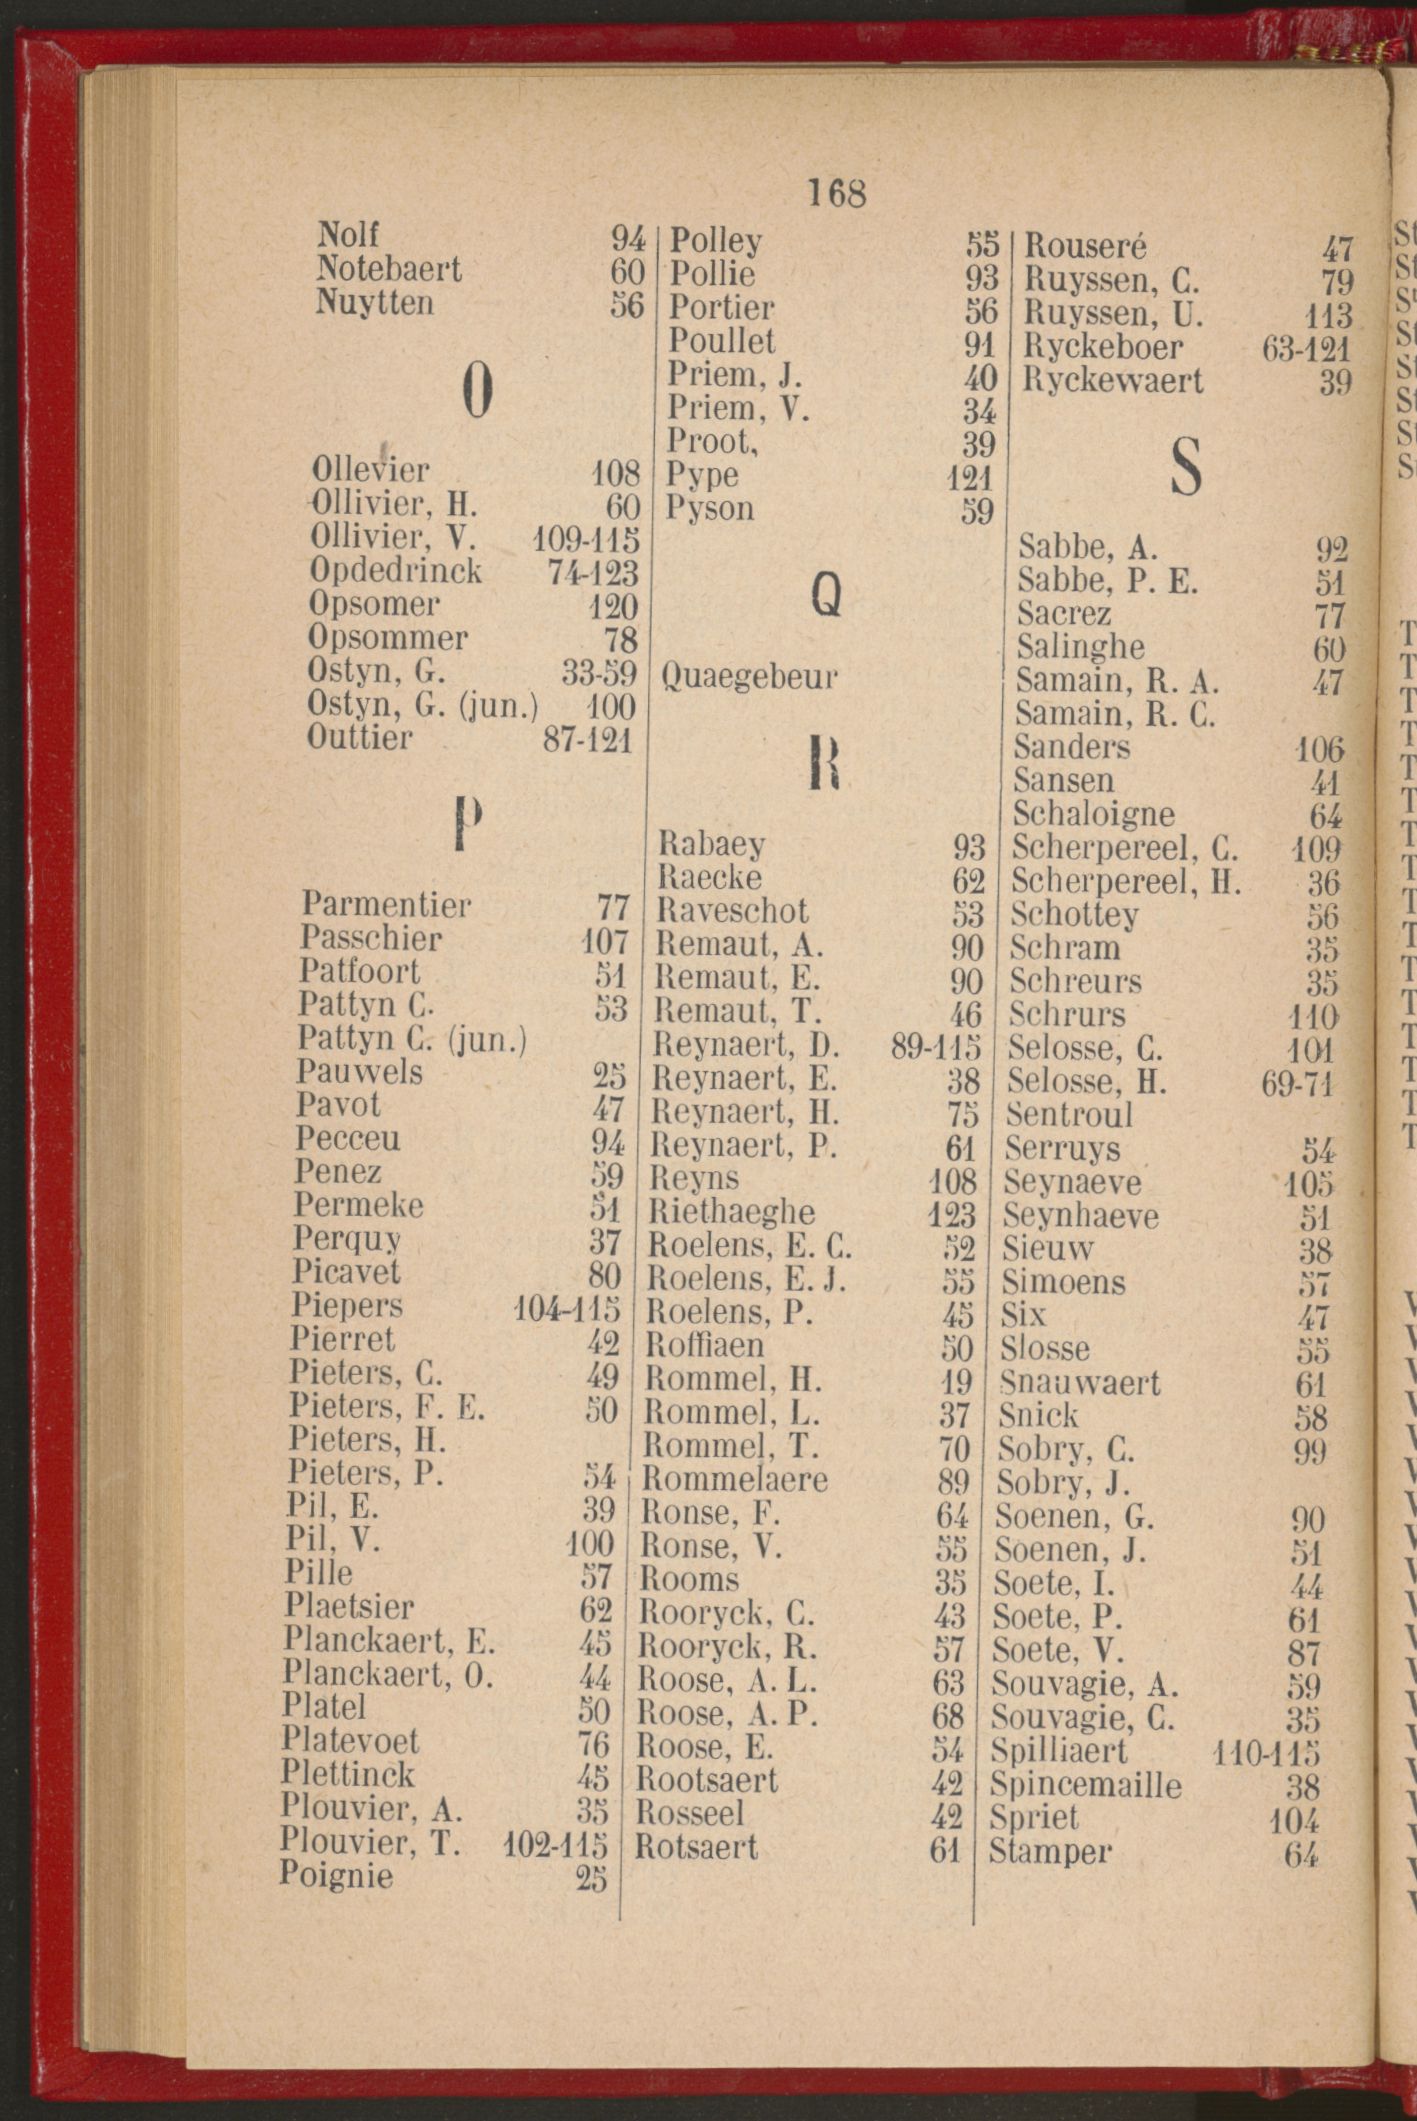 168
Nolf 94
Notebaert 60
Nuytten 56
O
Ollevier 108
Ollivier, H. 60
Ollivier, V. 109-115
Opdedrinck 74-123
Opsomer 120
Opsommer 78
Ostyn, G. 33-59
Ostyn, G. (jun.) 100
Outtier 87-121
P
Parmentier 77
Passchier 107
Patfoort 51
Pattyn C. 53
Pattyn C. (jun.)
Pauwels 25
Pavot 47
Pecceu 94
Penez 59
Permeke 51
Perquy 37
Picavet 80
Piepers 104-115
Pierret 42
Pieters, C. 49
Pieters, F. E. 50
Pieters, H.
Pieters, P. 54
Pil, E. 39
Pil, V. 100
Pille 57
Plaetsier 62
Planckaert, E. 45
Planckaert, O. 44
Platel 50
Platevoet 76
Plettinck 45
Plouvier, A. 35
Plouvier, T. 102-115
Poignie 25
Polley 55
Pollie 93
Portier 56
Poullet 91
Priem, J. 40
Priem, V. 34
Proot, 39
Pype 121
Pyson 59
Q
Quaegebeur
R
Rabaey 93
Raecke 62
Raveschot 53
Remaut, A. 90
Remaut, E. 90
Remaut, T. 46
Reynaert, D. 89-115
Reynaert, E. 38
Reynaert, H. 75
Reynaert, P. 61
Reyns 108
Riethaeghe 123
Roelens, E. C. 52
Roelens, E. J. 55
Roelens, P. 45
Roffiaen 50
Rommel, H. 19
Rommel, L. 37
Rommel, T. 70
Rommelaere 89
Ronse, F. 64
Ronse, V. 55
Rooms 35
Rooryck, C. 43
Rooryck, R. 57
Roose, A. L. 63
Roose, A. P. 68
Roose, E. 54
Rootsaert 42
Rosseel 42
Rotsaert 61
Rouseré 47
Ruyssen, C. 79
Ruyssen, U. 113
Ryckeboer 63-121
Ryckewaert 39
S
Sabbe, A. 92
Sabbe, P. E. 51
Sacrez 77
Salinghe 60
Samain, R. A. 47
Samain, R. C.
Sanders 106
Sansen 41
Schaloigne 64
Scherpereel, C. 109
Scherpereel, H. 36
Schottey 56
Schram 35
Schreurs 35
Schrurs 110
Selosse, C. 101
Selosse, H. 69-71
Sentroul
Serruys 54
Seynaeve 105
Seynhaeve 51
Sieuw 38
Simoens 57
Six 47
Slosse 55
Snauwaert 61
Snick 58
Sobry, C. 99
Sobry, J.
Soenen, G. 90
Soenen, J. 51
Soete, I. 44
Soete, P. 61
Soete, V. 87
Souvagie, A. 59
Souvagie, C. 35
Spilliaert 110-115
Spincemaille 38
Spriet 104
Stamper 64